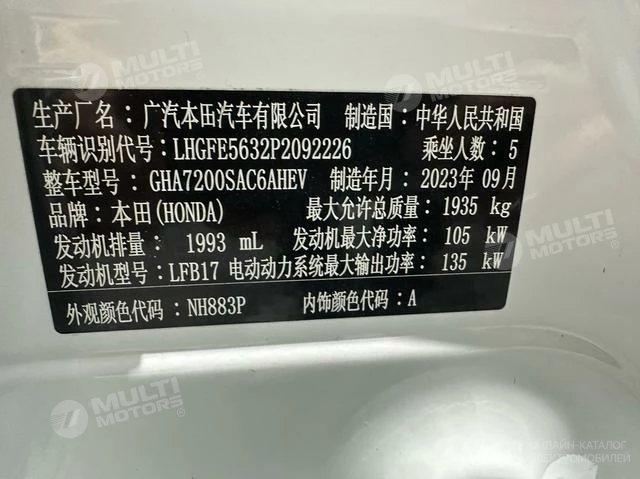 MULTI MOTORS®
MULTI MOTORS®
生产厂名：广汽本田汽车有限公司 制造国：中华人民共和国
车辆识别代号：LHGFE5632P2092226 乘坐人数：5
整车型号：GHA7200SAC6AHEV 制造年月：2023年09月
品牌：本田(HONDA) 最大允许总质量：1935 kg
发动机排量：1993 mL 发动机最大净功率：105 kW
发动机型号：LFB17 电动动力系统最大输出功率：135 kW
外观颜色代码：NH883P 内饰颜色代码：A
MULTI MOTORS®
MULTI MOTORS®
ОНЛАЙН-КАТАЛОГ
ЭЛЕКТРОМОБИЛЕЙ